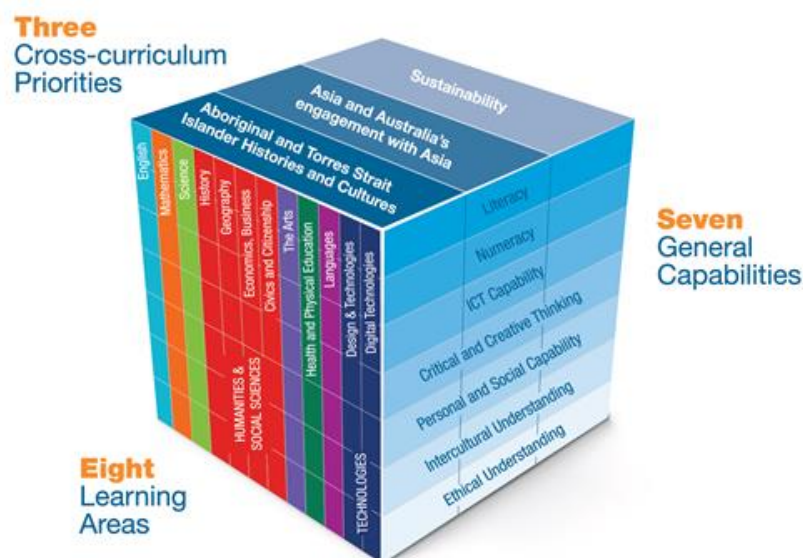 Three
Cross-curriculum
Priorities
Sustainability
Asia and Australia's
engagement with Asia
Aboriginal and Torres Strait
Islander Histories and Cultures
English
Mathematics
Science
History
Geography
Economics, Business
Civics and Citizenship
HUMANITIES &
SOCIAL SCIENCES
The Arts
Health and Physical Education
Languages
Design & Technologies
Digital Technologies
TECHNOLOGIES
Literacy
Numeracy
ICT Capability
Critical and Creative Thinking
Personal and Social Capability
Intercultural Understanding
Ethical Understanding
Seven
General
Capabilities
Eight
Learning
Areas